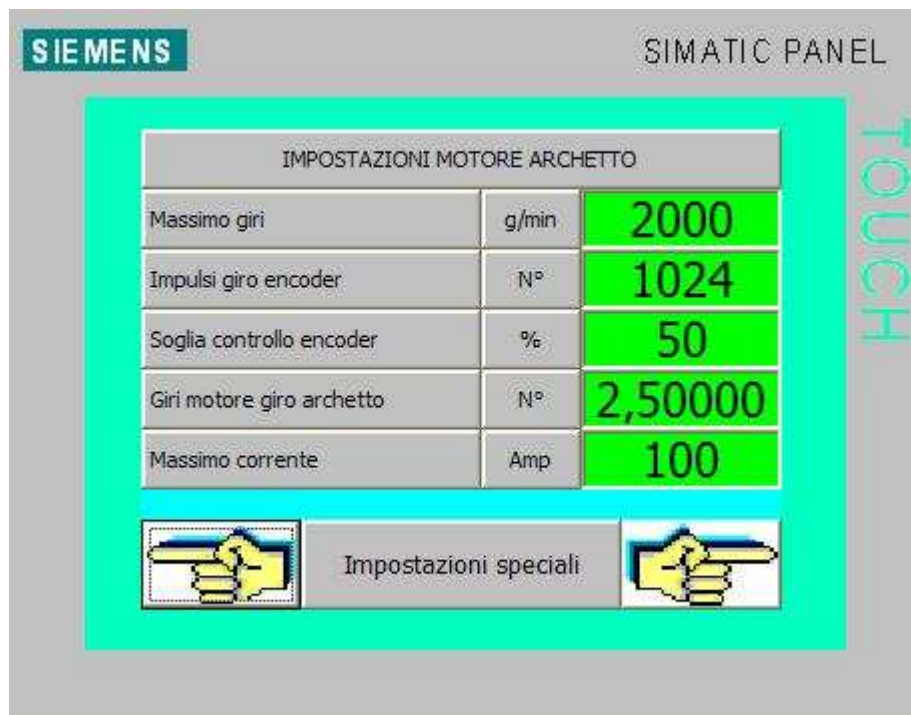 SIEMENS
SIMATIC PANEL
TOUCH
IMPOSTAZIONI MOTORE ARCHETTO
Massimo giri g/min 2000
Impulsi giro encoder N° 1024
Soglia controllo encoder % 50
Giri motore giro archetto N° 2,50000
Massimo corrente Amp 100
Impostazioni speciali